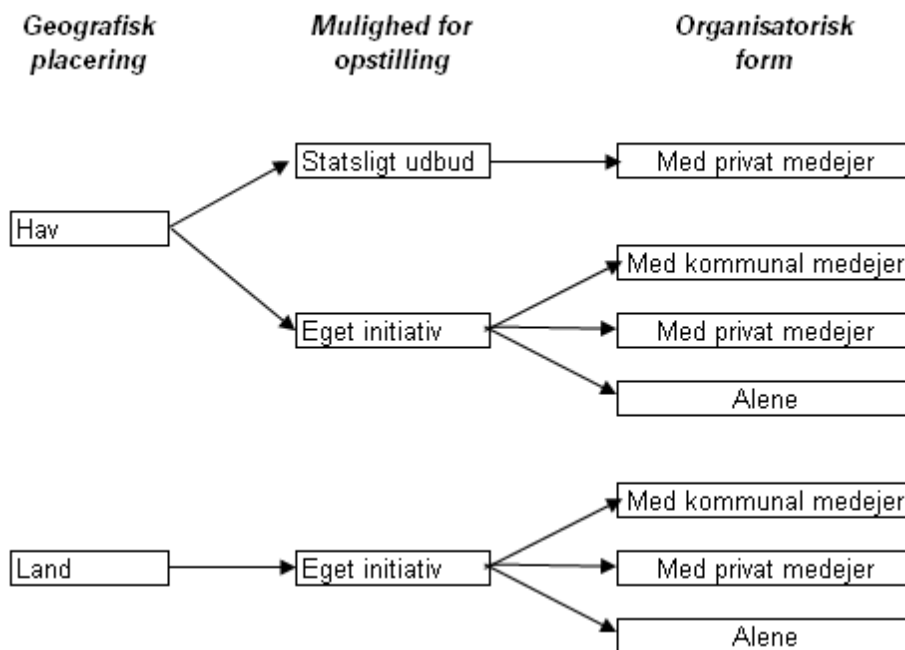 Geografisk
placering
Mulighed for
opstilling
Organisatorisk
form
Statsligt udbud
Med privat medejer
Hav
Med kommunal medejer
Eget initiativ
Med privat medejer
Alene
Med kommunal medejer
Land
Eget initiativ
Med privat medejer
Alene